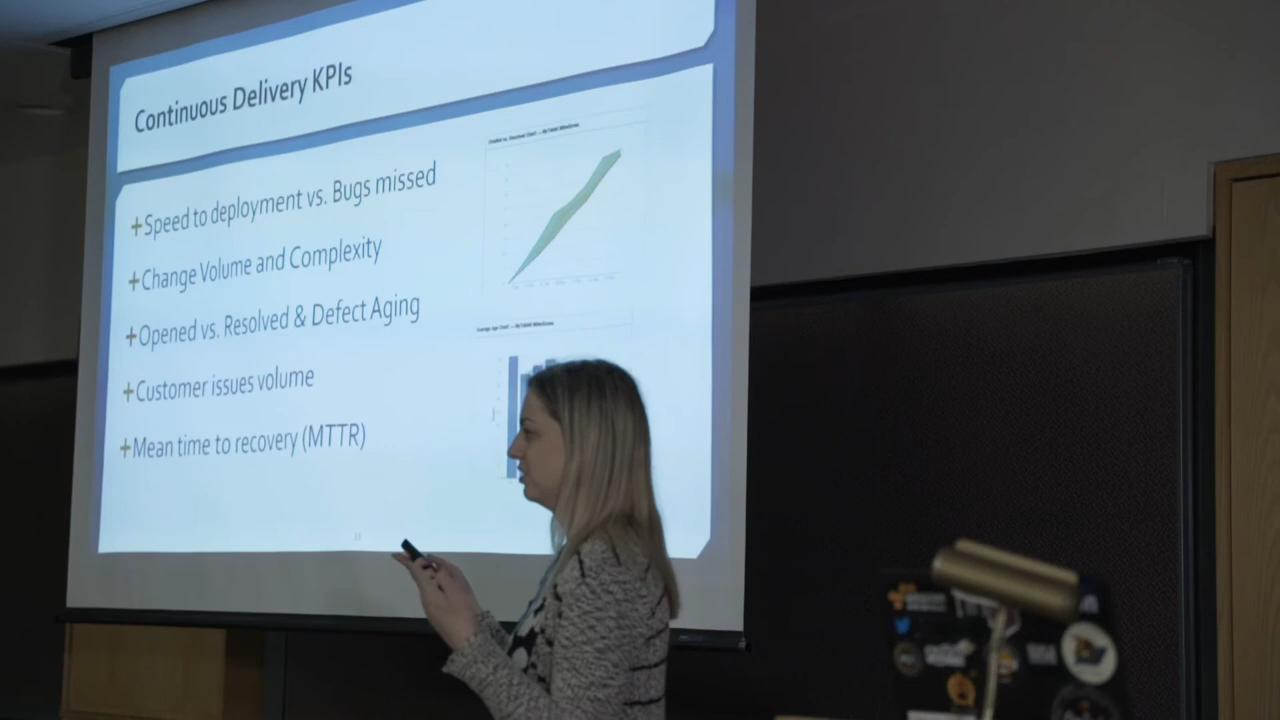 Continuous Delivery KPIs
+Speed to deployment vs. Bugs missed
+Change Volume and Complexity
+Opened vs. Resolved & Defect Aging
+Customer issues volume
+Mean time to recovery (MTTR)